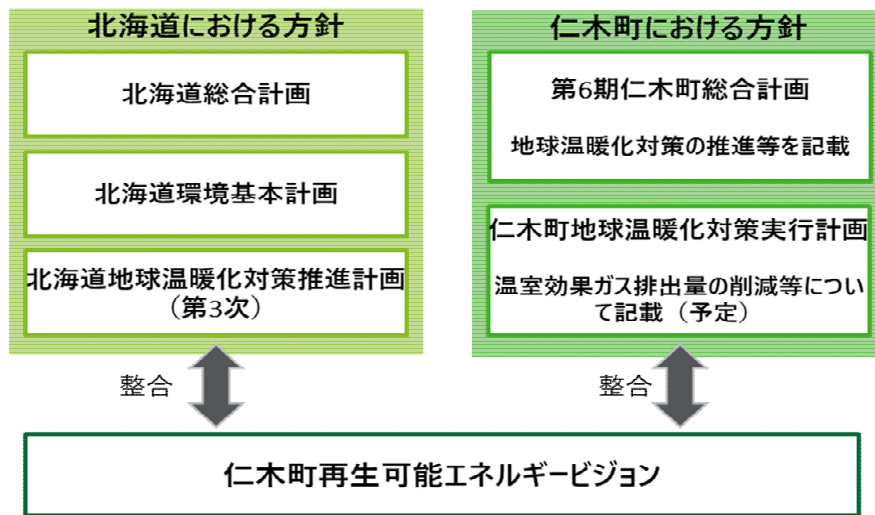 北海道における方針
北海道総合計画
北海道環境基本計画
北海道地球温暖化対策推進計画
（第3次）
仁木町における方針
第6期仁木町総合計画
地球温暖化対策の推進等を記載
仁木町地球温暖化対策実行計画
温室効果ガス排出量の削減等につい
て記載（予定）
整合
整合
仁木町再生可能エネルギービジョン